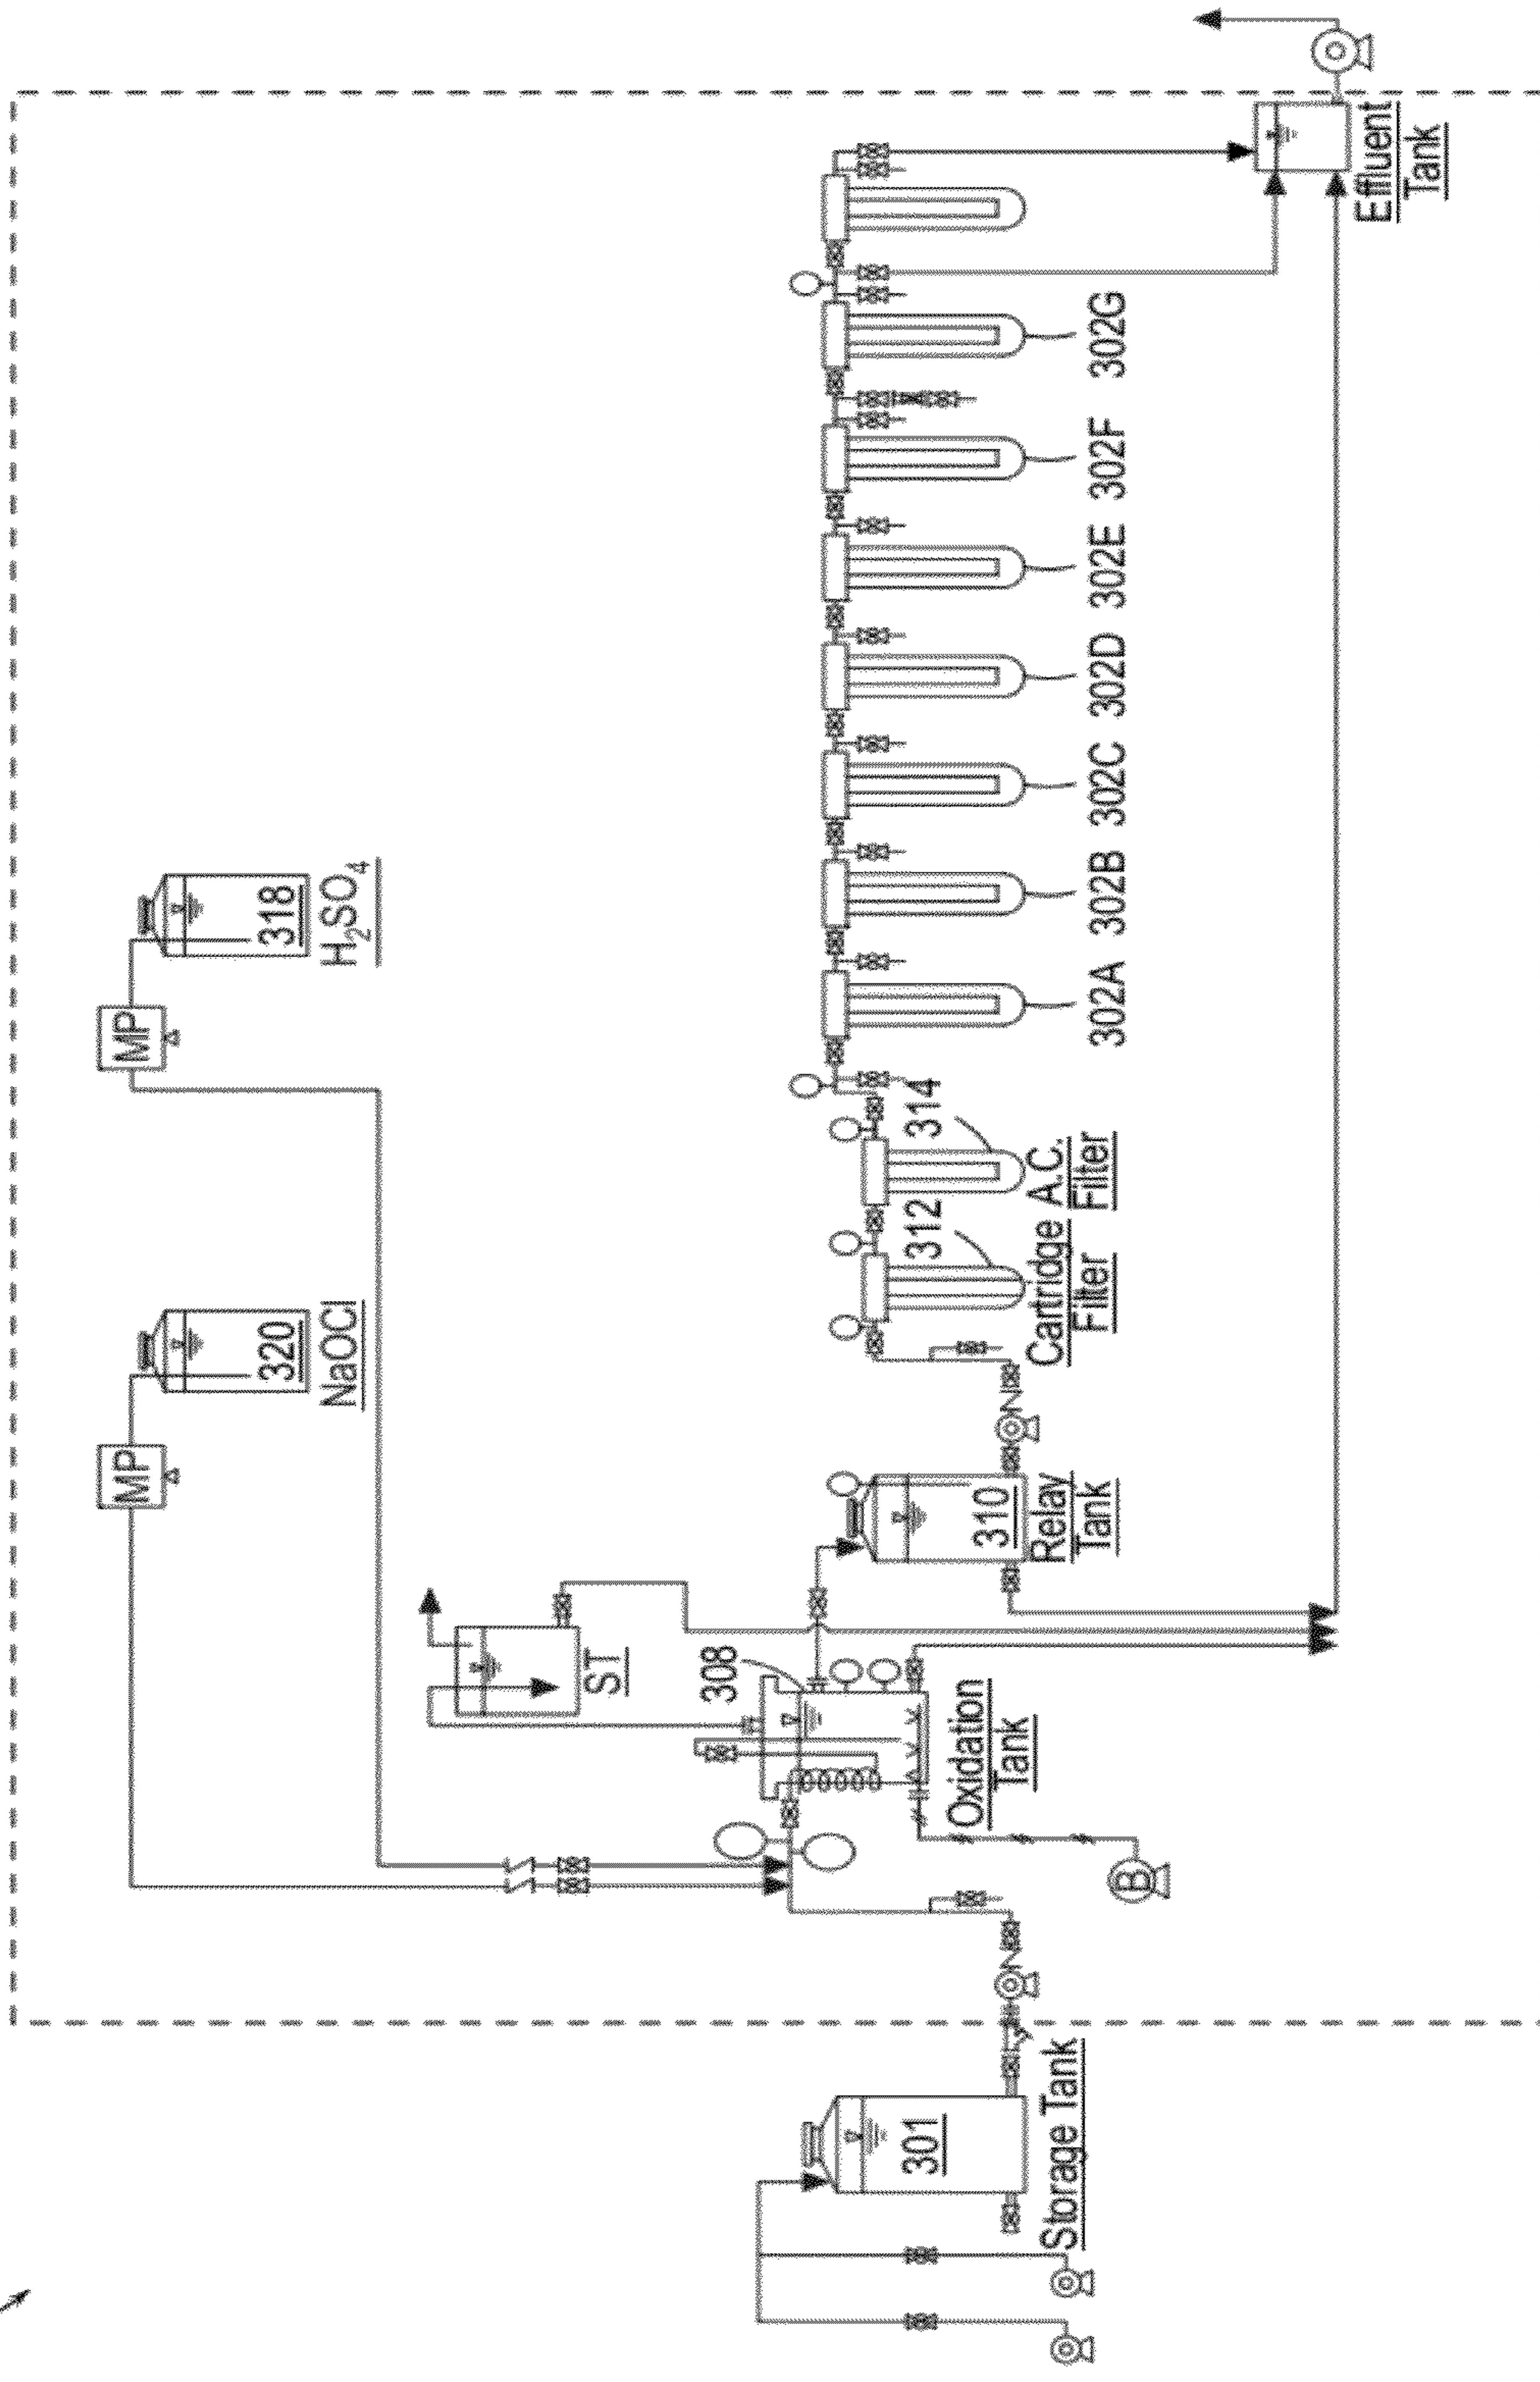 MP
MP
320
NaOCl
318
H₂SO₄
ST
308
Oxidation
Tank
B
301
Storage Tank
310
Relay
Tank
312
Cartridge
Filter
314
A.C.
Filter
302A
302B
302C
302D
302E
302F
302G
Effluent
Tank